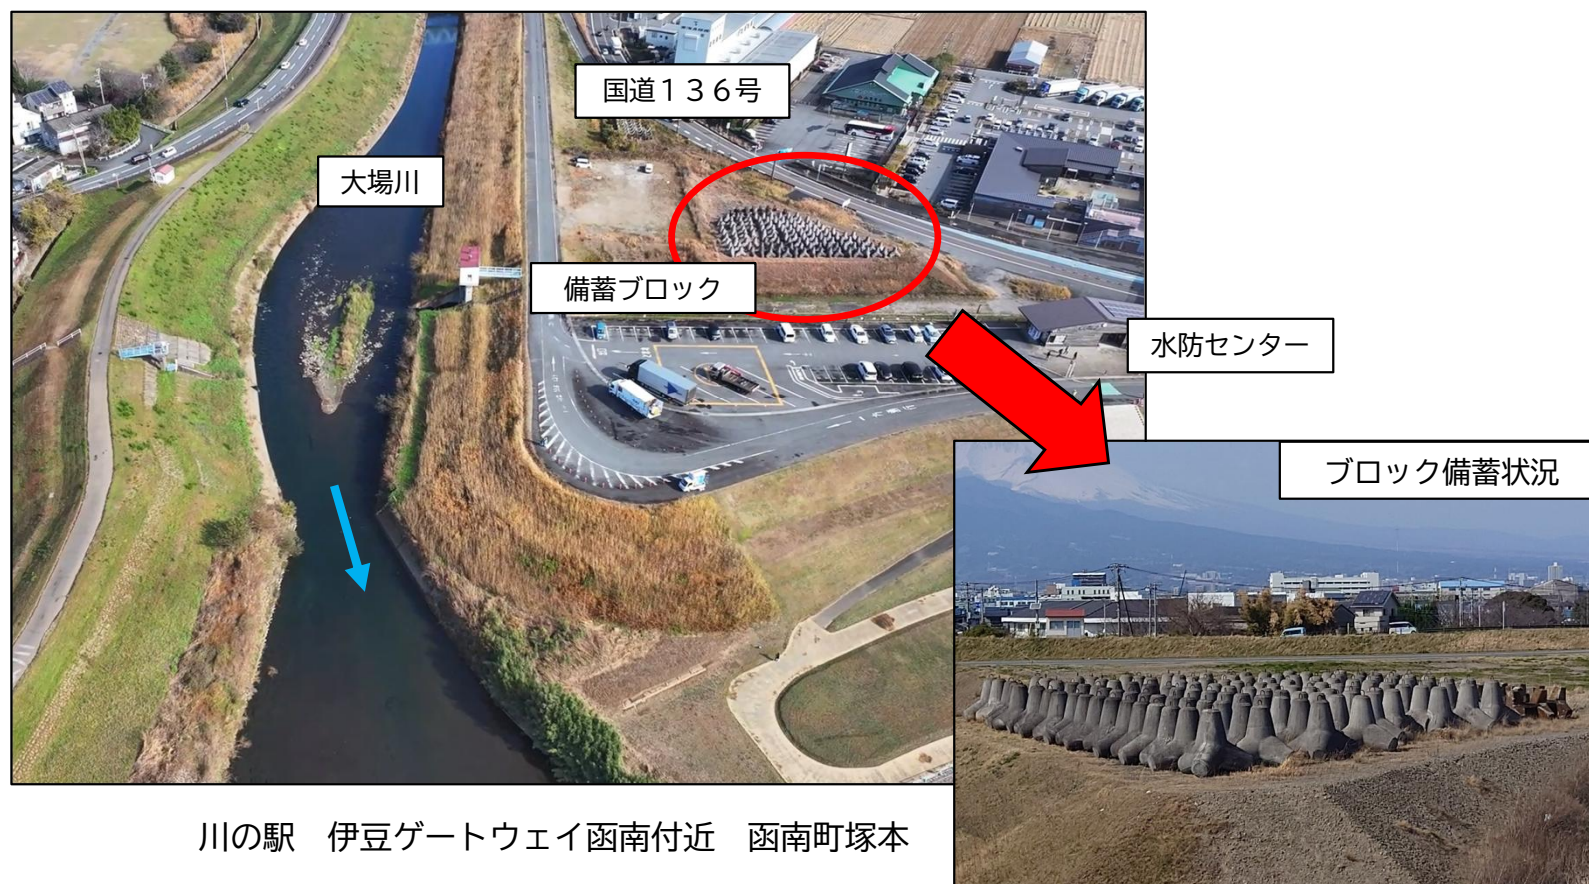 国道１３６号
大場川
備蓄ブロック
水防センター
ブロック備蓄状況
川の駅　伊豆ゲートウェイ函南付近　函南町塚本